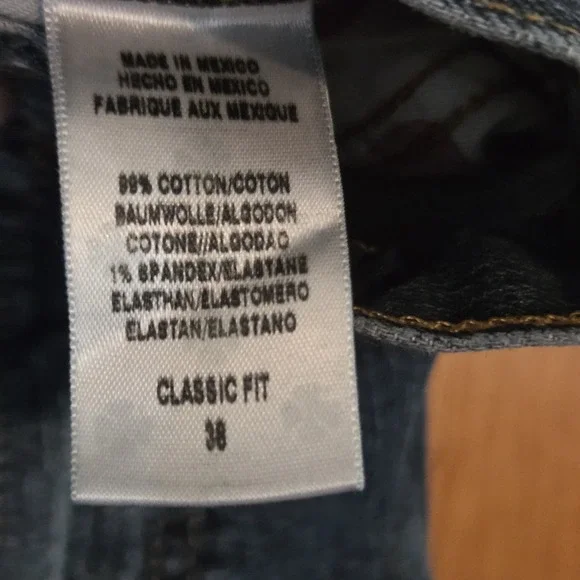 MADE IN MEXICO
HECHO EN MEXICO
FABRIQUE AUX MEXIQUE
99% COTTON/COTON
BAUMWOLLE/ALGODON
COTONE//ALGODAO
1% SPANDEX/ELASTANE
ELASTHAN/ELASTOMERO
ELASTAN/ELASTANO
CLASSIC FIT
38